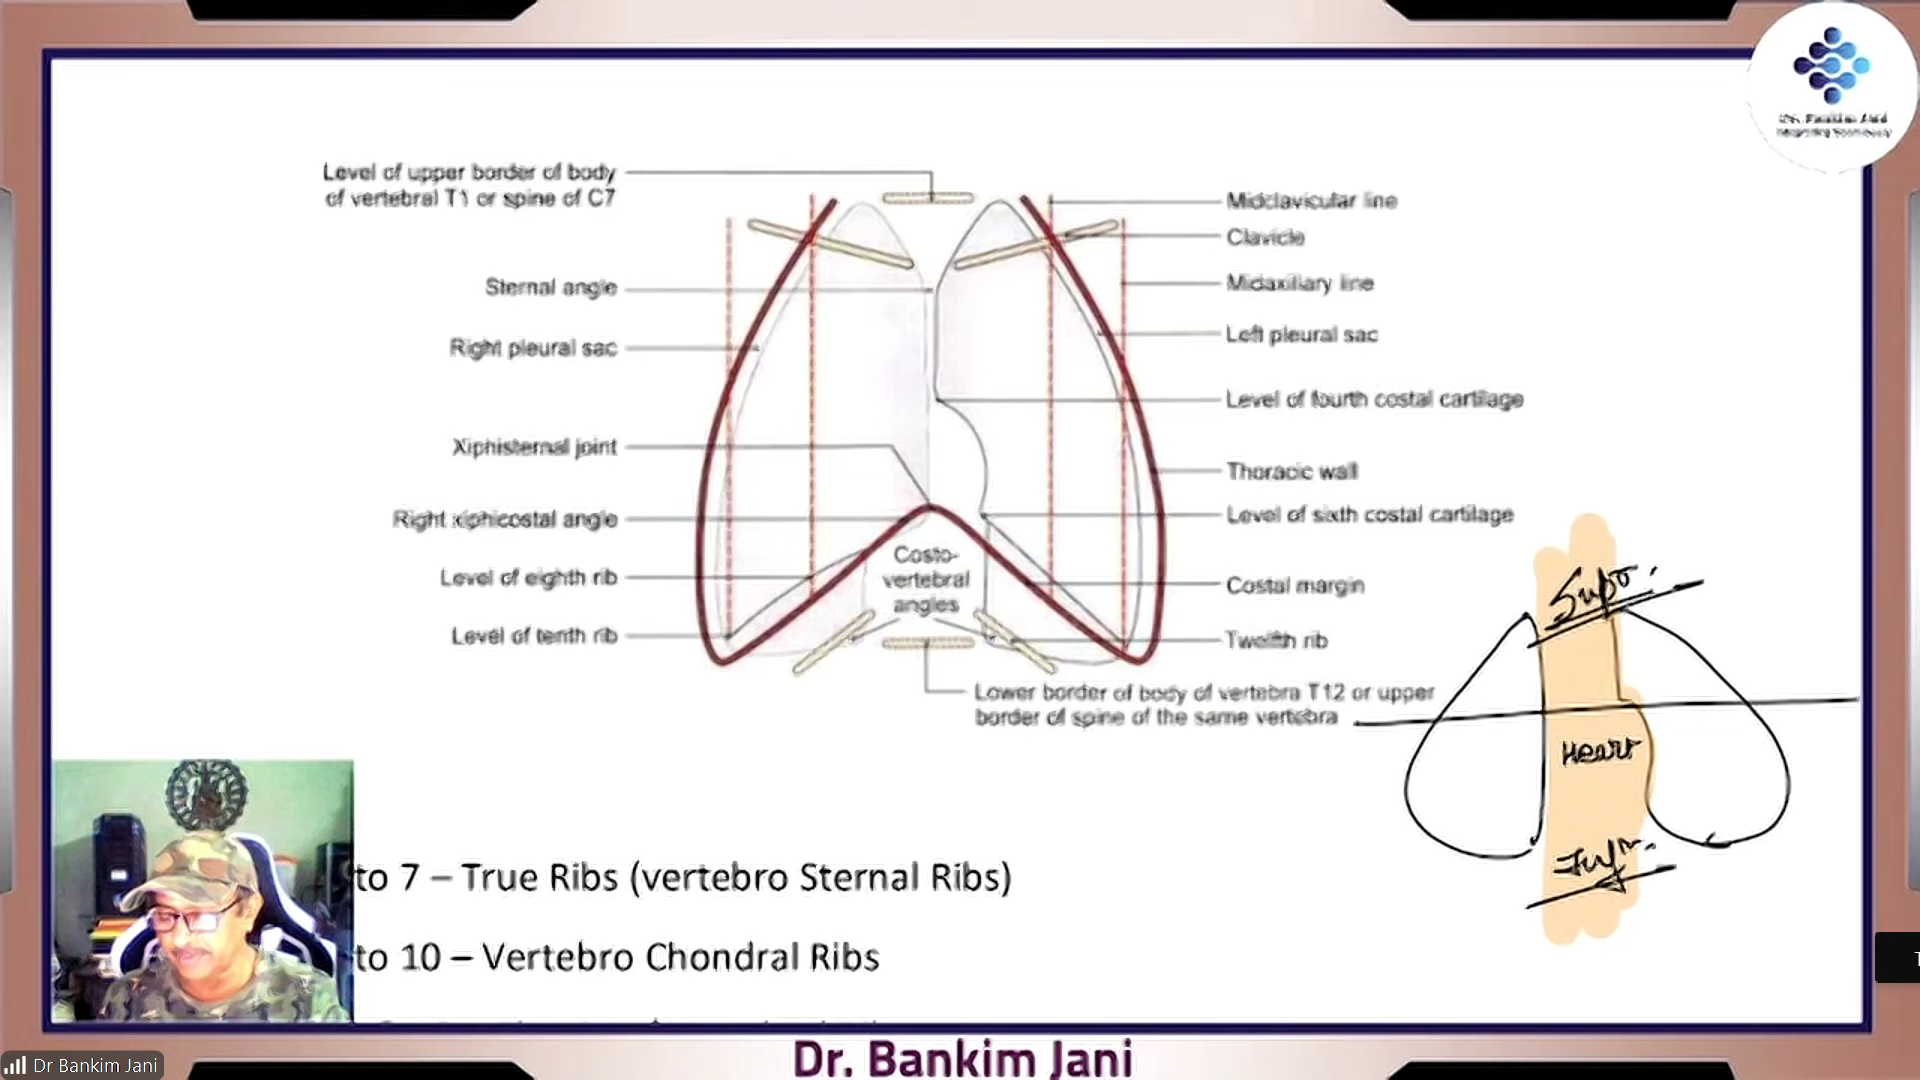 Level of upper border of body
of vertebral T1 or spine of C7
Sternal angle
Right pleural sac
Xiphisternal joint
Right xiphicostal angle
Level of eighth rib
Level of tenth rib
Midclavicular line
Clavicle
Midaxillary line
Left pleural sac
Level of fourth costal cartilage
Thoracic wall
Level of sixth costal cartilage
Costal margin
Twelfth rib
Costo-
vertebral
angles
Lower border of body of vertebra T12 or upper
border of spine of the same vertebra
Supr.
Heart
to 7 – True Ribs (vertebro Sternal Ribs)
to 10 – Vertebro Chondral Ribs
Dr. Bankim Jani
Dr Bankim Jani
Dr. Bankim Jani